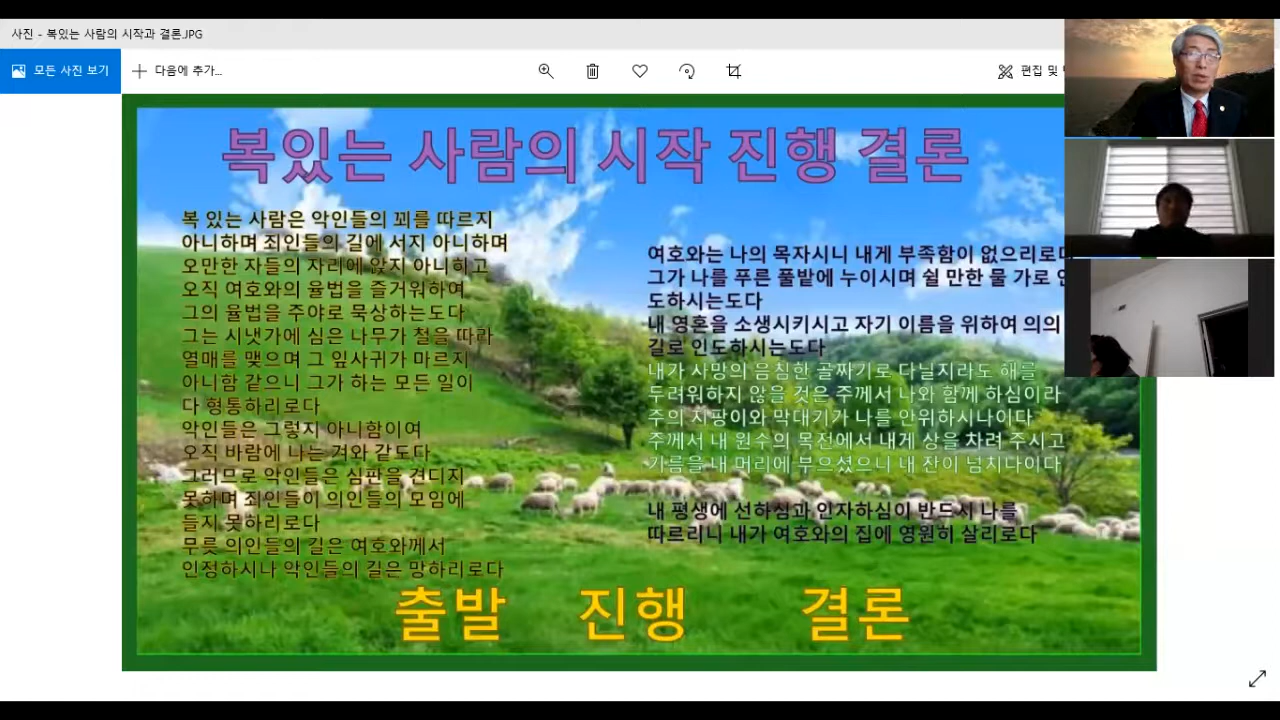 사진 - 복있는 사람의 시작과 결론.JPG
모든 사진 보기
다음에 추가...
편집 및
복있는 사람의 시작 진행 결론
복 있는 사람은 악인들의 꾀를 따르지
아니하며 죄인들의 길에 서지 아니하며
오만한 자들의 자리에 앉지 아니하고
오직 여호와의 율법을 즐거워하여
그의 율법을 주야로 묵상하는도다
그는 시냇가에 심은 나무가 철을 따라
열매를 맺으며 그 잎사귀가 마르지
아니함 같으니 그가 하는 모든 일이
다 형통하리로다
악인들은 그렇지 아니함이여
오직 바람에 나는 겨와 같도다
그러므로 악인들은 심판을 견디지
못하며 죄인들이 의인들의 모임에
들지 못하리로다
무릇 의인들의 길은 여호와께서
인정하시나 악인들의 길은 망하리로다
여호와는 나의 목자시니 내게 부족함이 없으리로다
그가 나를 푸른 풀밭에 누이시며 쉴 만한 물 가로 인
도하시는도다
내 영혼을 소생시키시고 자기 이름을 위하여 의의
길로 인도하시는도다
내가 사망의 음침한 골짜기로 다닐지라도 해를
두려워하지 않을 것은 주께서 나와 함께 하심이라
주의 지팡이와 막대기가 나를 안위하시나이다
주께서 내 원수의 목전에서 내게 상을 차려 주시고
기름을 내 머리에 부으셨으니 내 잔이 넘치나이다
내 평생에 선하심과 인자하심이 반드시 나를
따르리니 내가 여호와의 집에 영원히 살리로다
출발 진행 결론